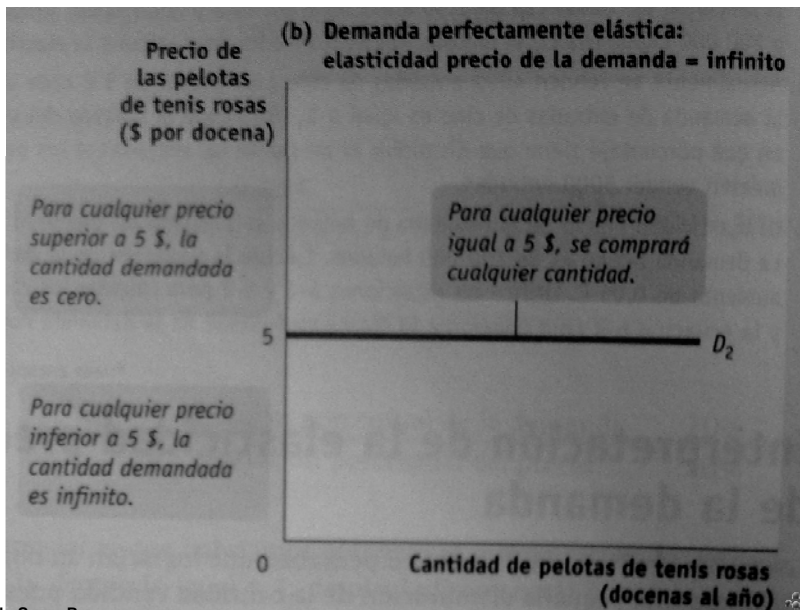 (b) Demanda perfectamente elástica:
elasticidad precio de la demanda = infinito
Precio de
las pelotas
de tenis rosas
($ por docena)
Para cualquier precio
superior a 5 $, la
cantidad demandada
es cero.
Para cualquier precio
igual a 5 $, se comprará
cualquier cantidad.
5
D₂
Para cualquier precio
inferior a 5 $, la
cantidad demandada
es infinito.
0
Cantidad de pelotas de tenis rosas
(docenas al año)